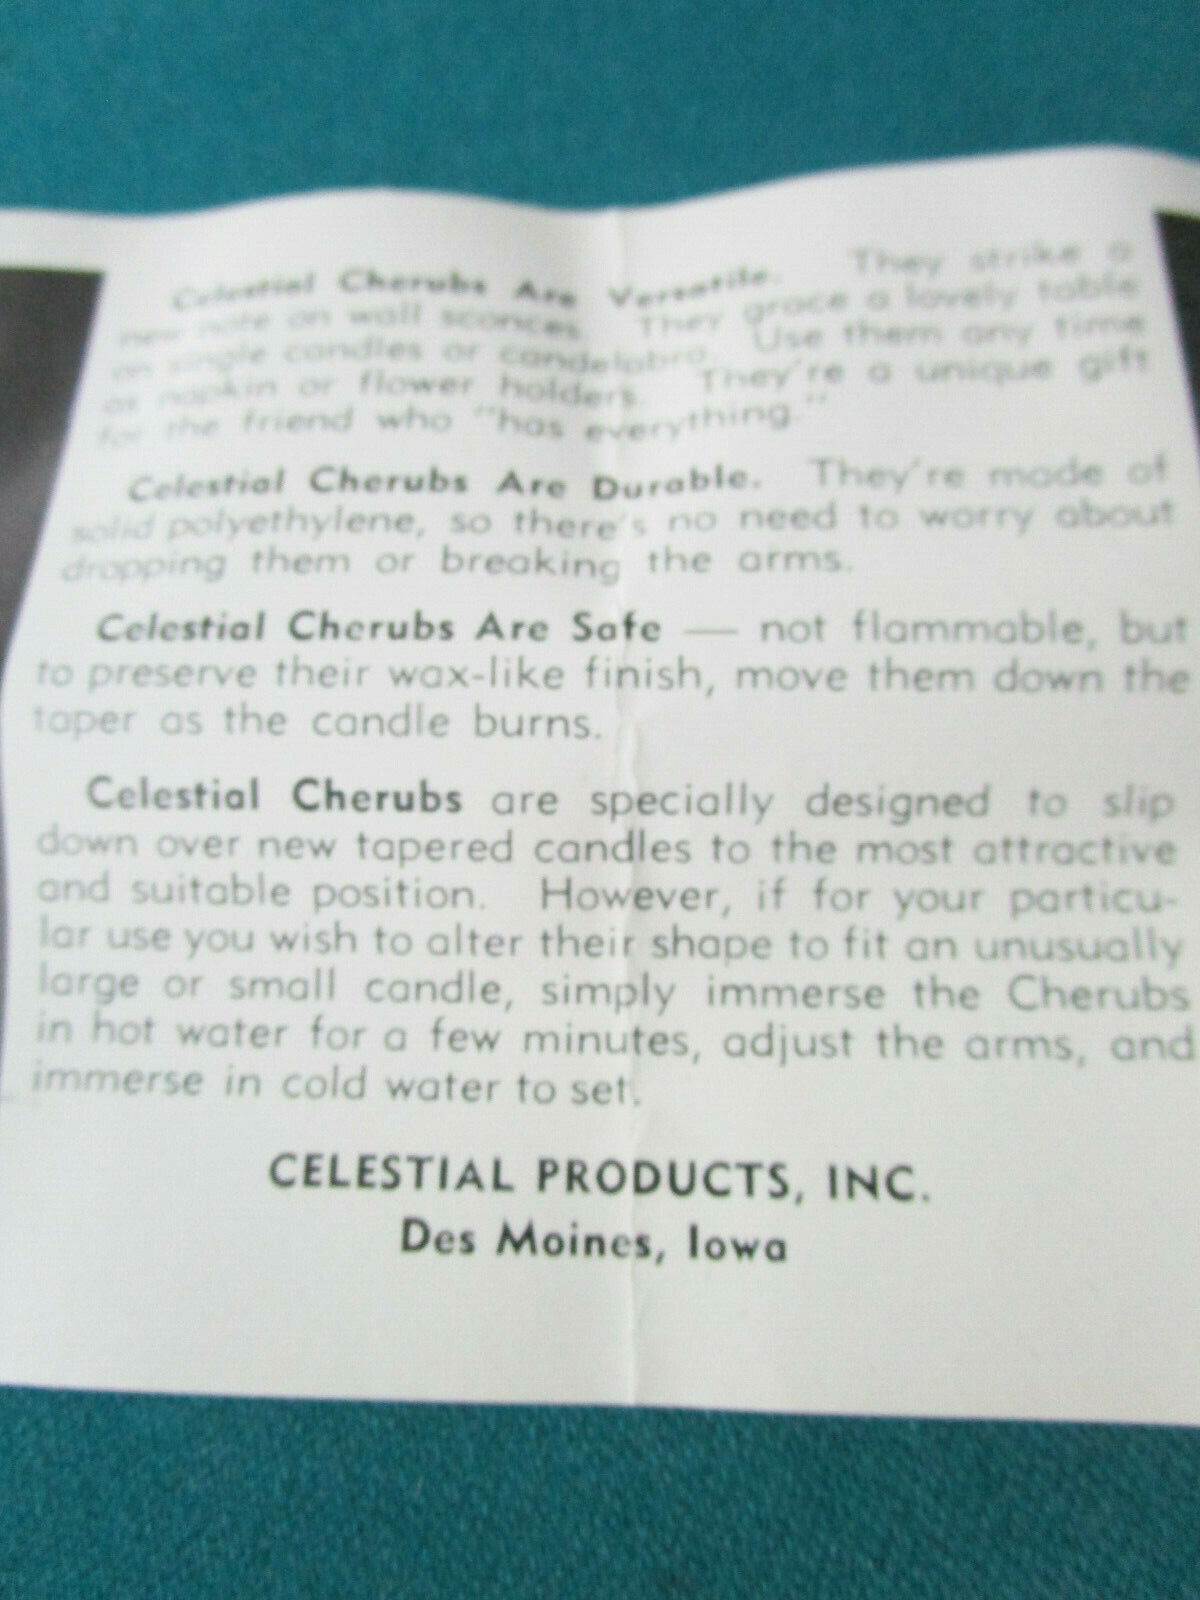 Celestial Cherubs Are Versatile. They strike a
new note on wall sconces. They grace a lovely table
on single candles or candelabra. Use them any time
as napkin or flower holders. They're a unique gift
for the friend who "has everything."
Celestial Cherubs Are Durable. They're made of
solid polyethylene, so there's no need to worry about
dropping them or breaking the arms.
Celestial Cherubs Are Safe — not flammable, but
to preserve their wax-like finish, move them down the
taper as the candle burns.
Celestial Cherubs are specially designed to slip
down over new tapered candles to the most attractive
and suitable position. However, if for your particu-
lar use you wish to alter their shape to fit an unusually
large or small candle, simply immerse the Cherubs
in hot water for a few minutes, adjust the arms, and
immerse in cold water to set.
CELESTIAL PRODUCTS, INC.
Des Moines, Iowa